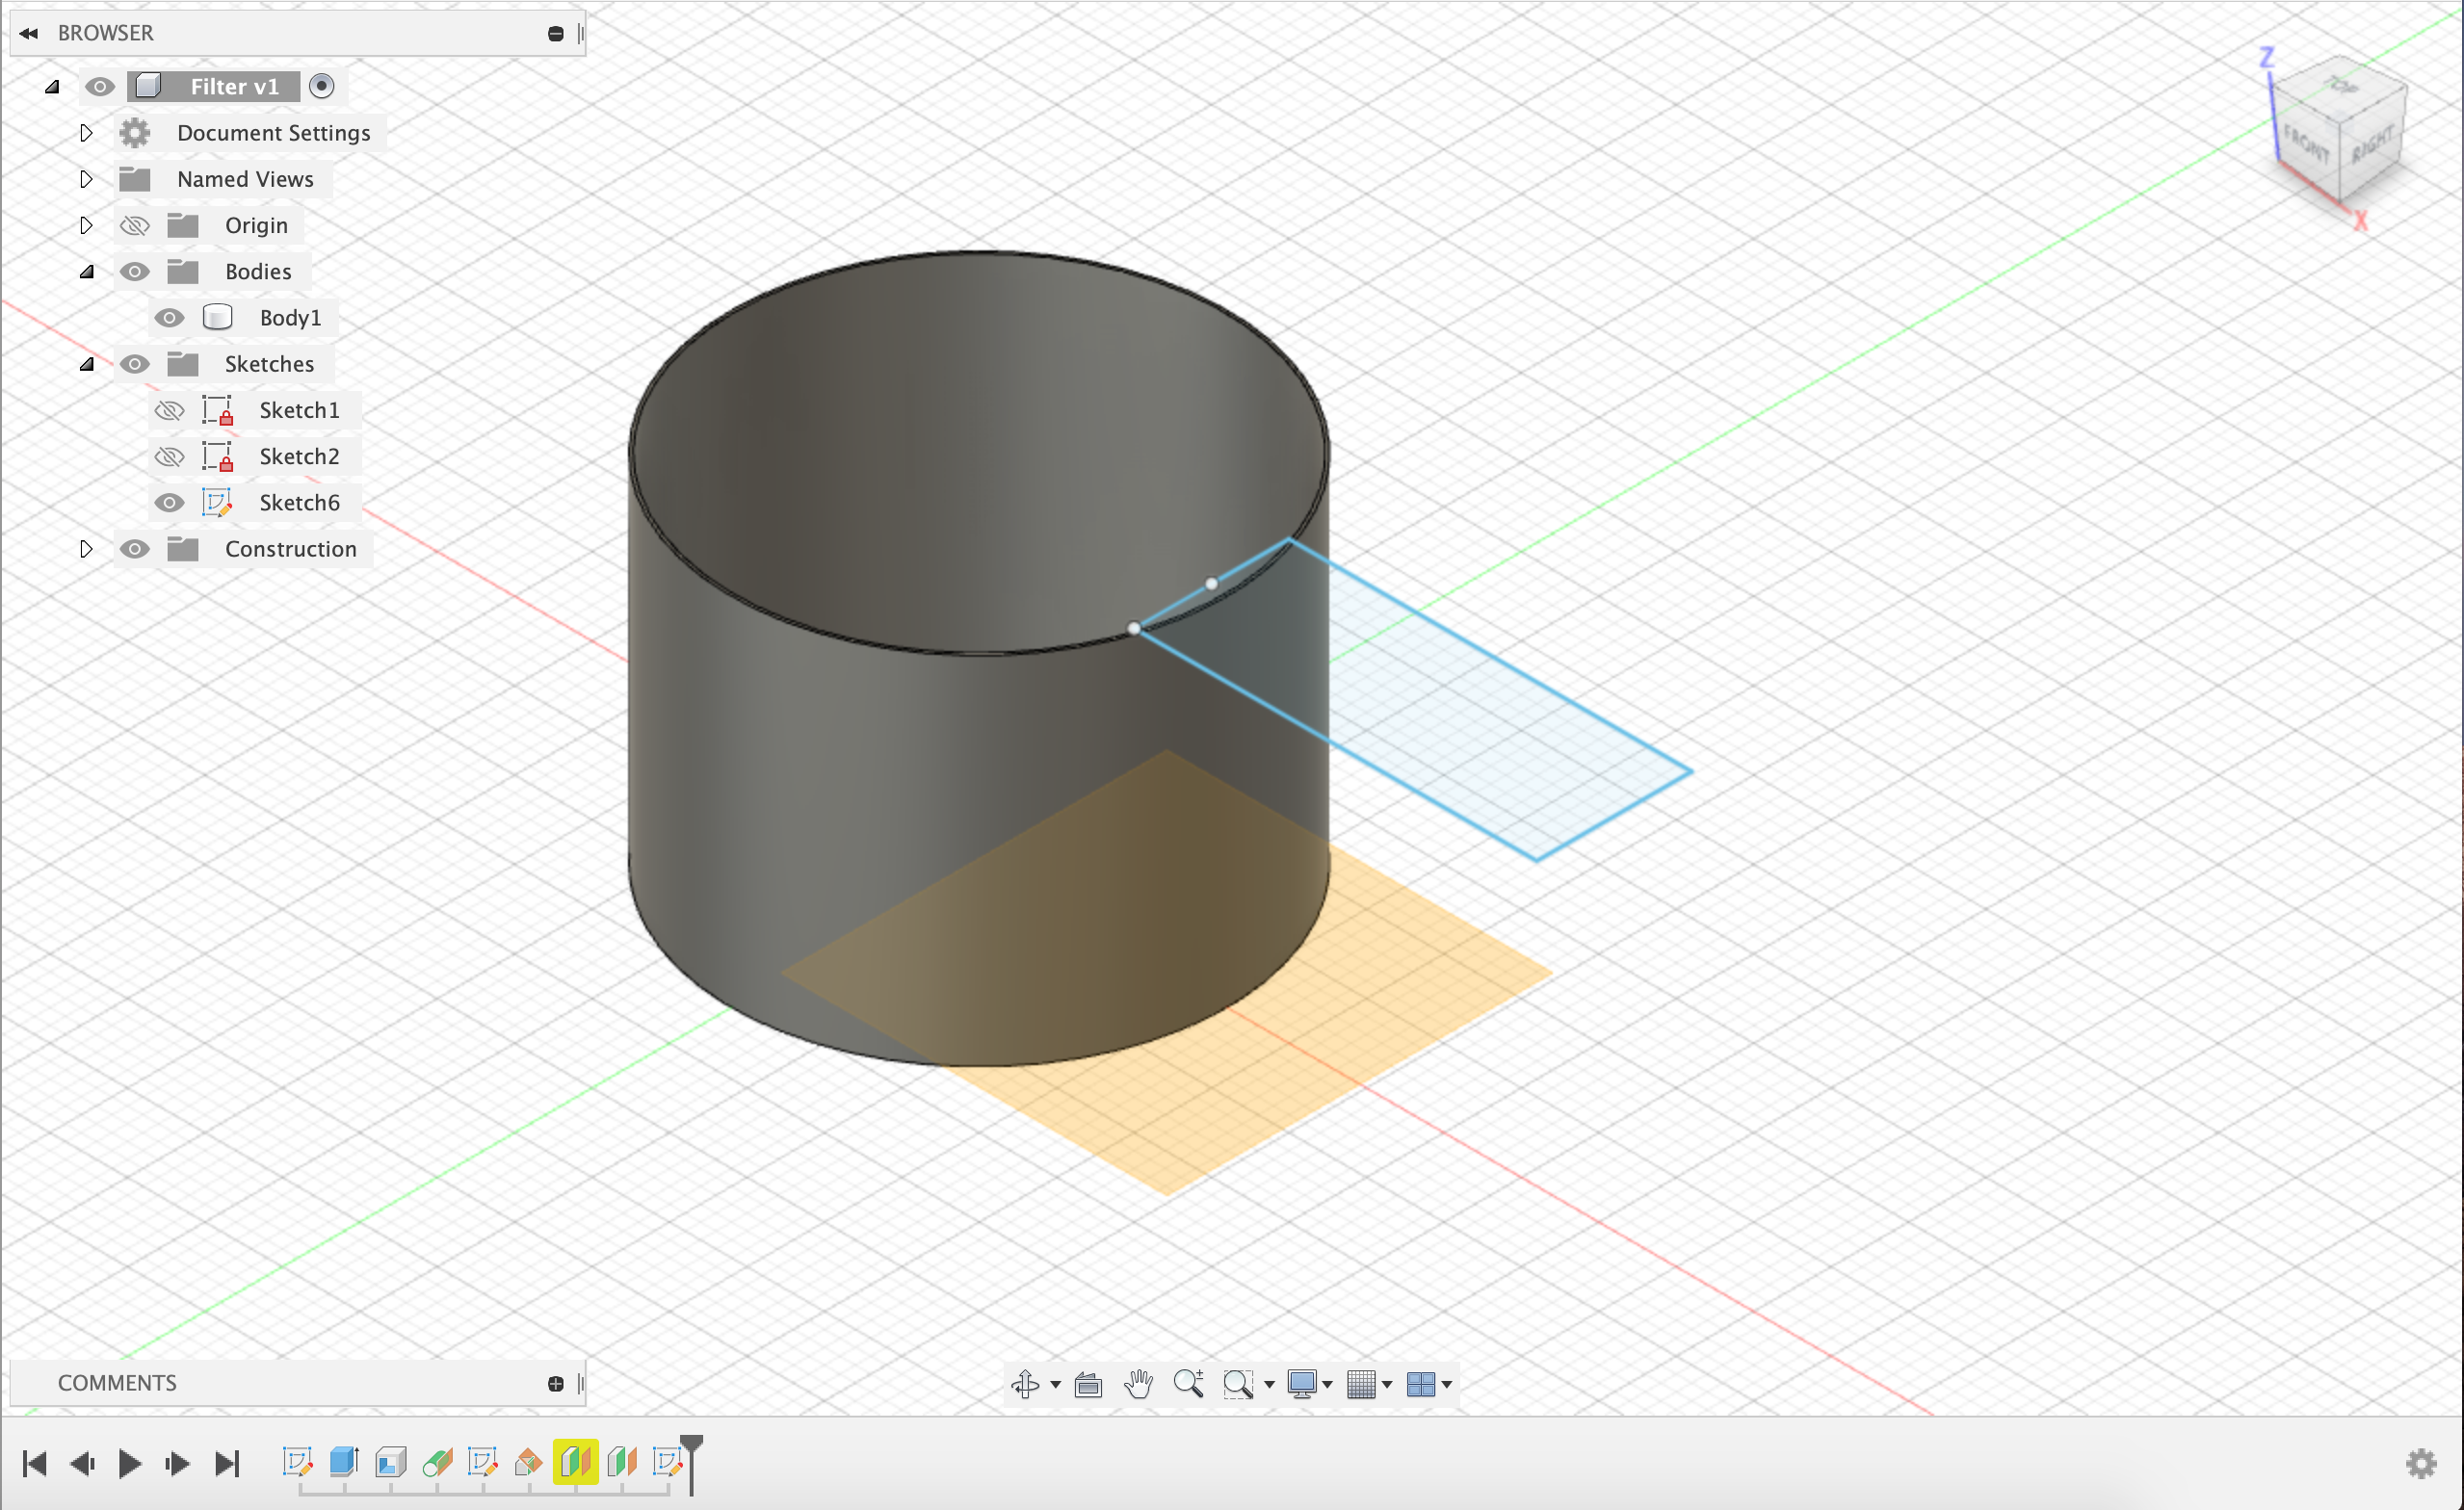 BROWSER
Filter v1
Document Settings
Named Views
Origin
Bodies
Body1
Sketches
Sketch1
Sketch2
Sketch6
Construction
Z
TOP
FRONT
RIGHT
X
COMMENTS